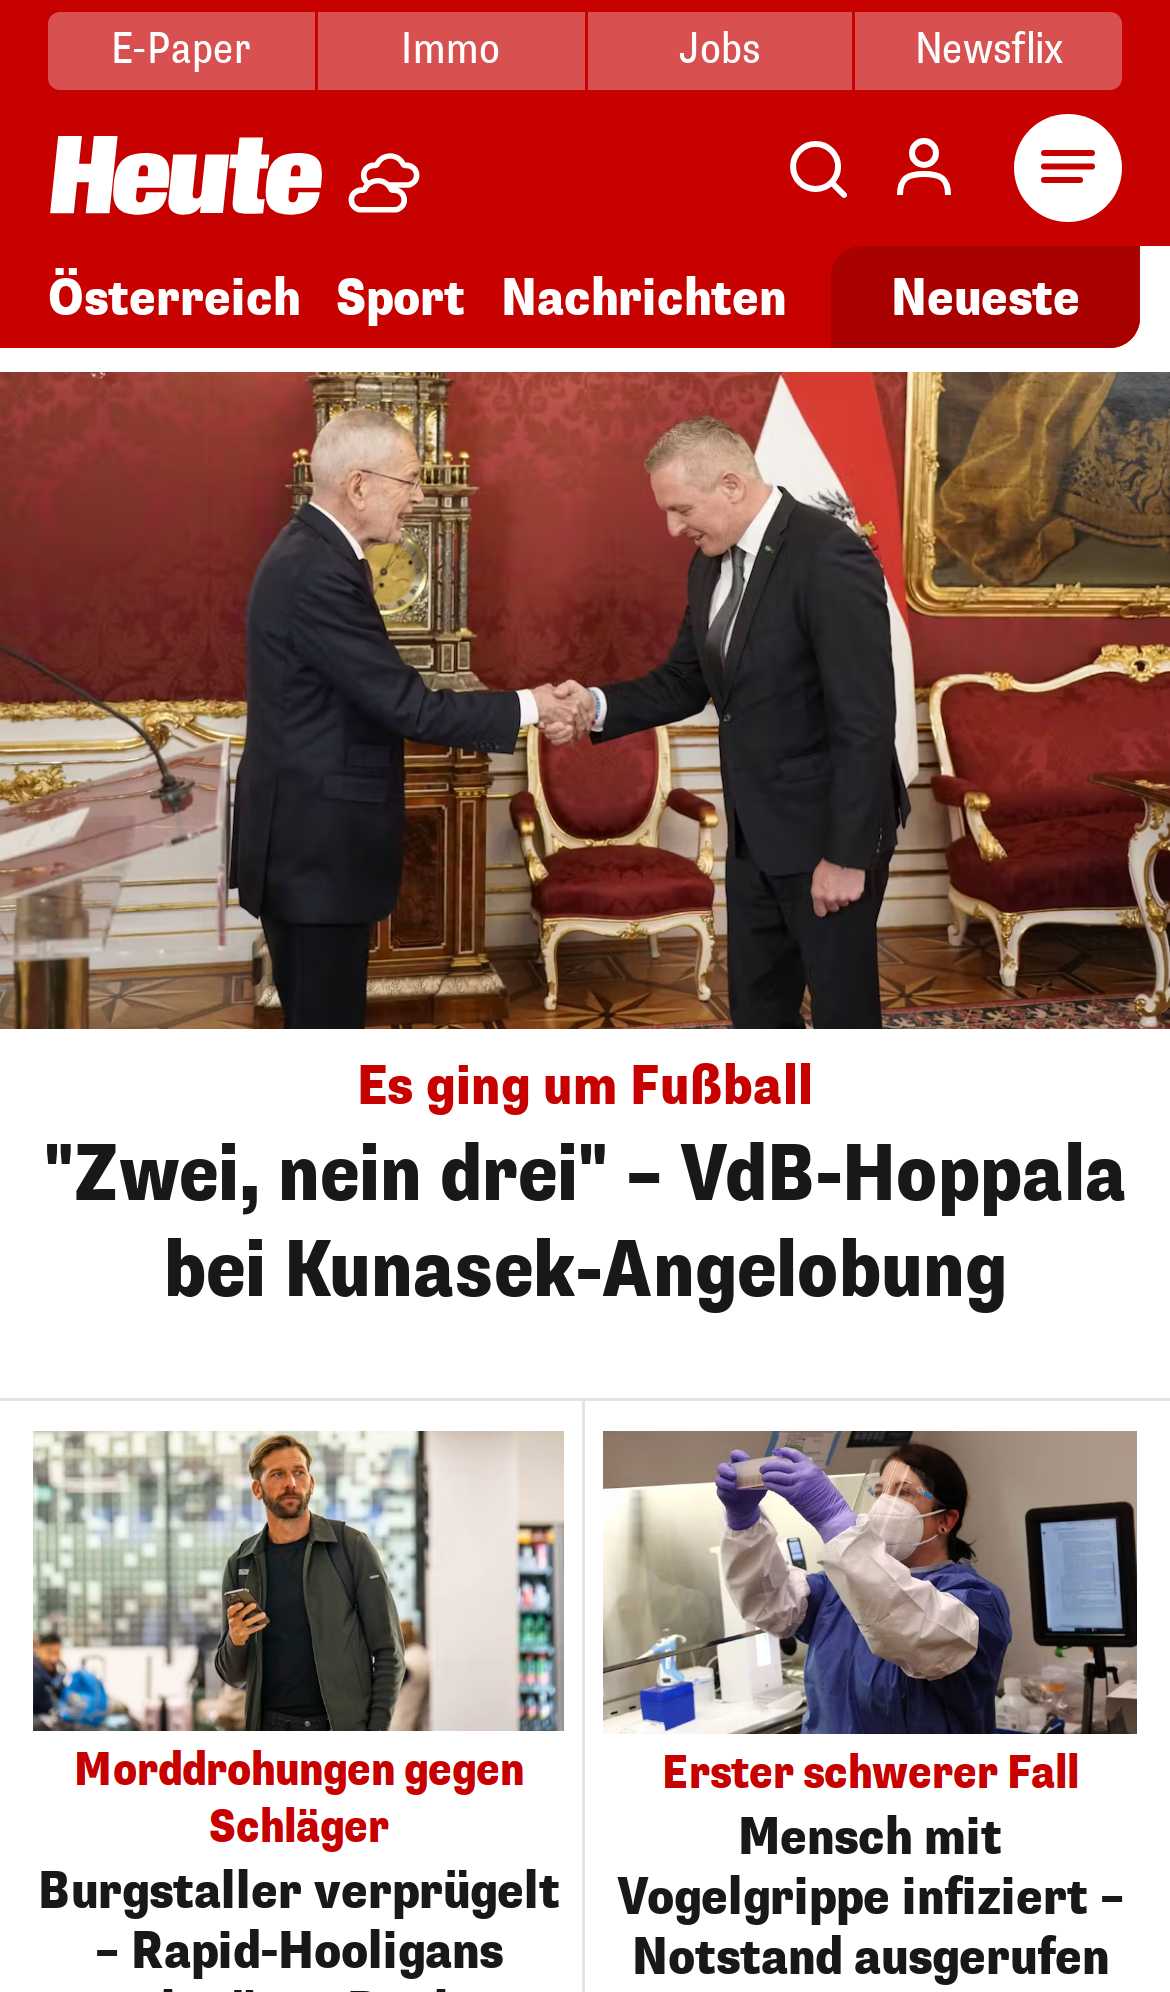 E-Paper
Immo
Jobs
Newsflix
Heute
Österreich
Sport
Nachrichten
Neueste
Es ging um Fußball
"Zwei, nein drei" – VdB-Hoppala
bei Kunasek-Angelobung
Morddrohungen gegen
Schläger
Burgstaller verprügelt
– Rapid-Hooligans
Erster schwerer Fall
Mensch mit
Vogelgrippe infiziert –
Notstand ausgerufen